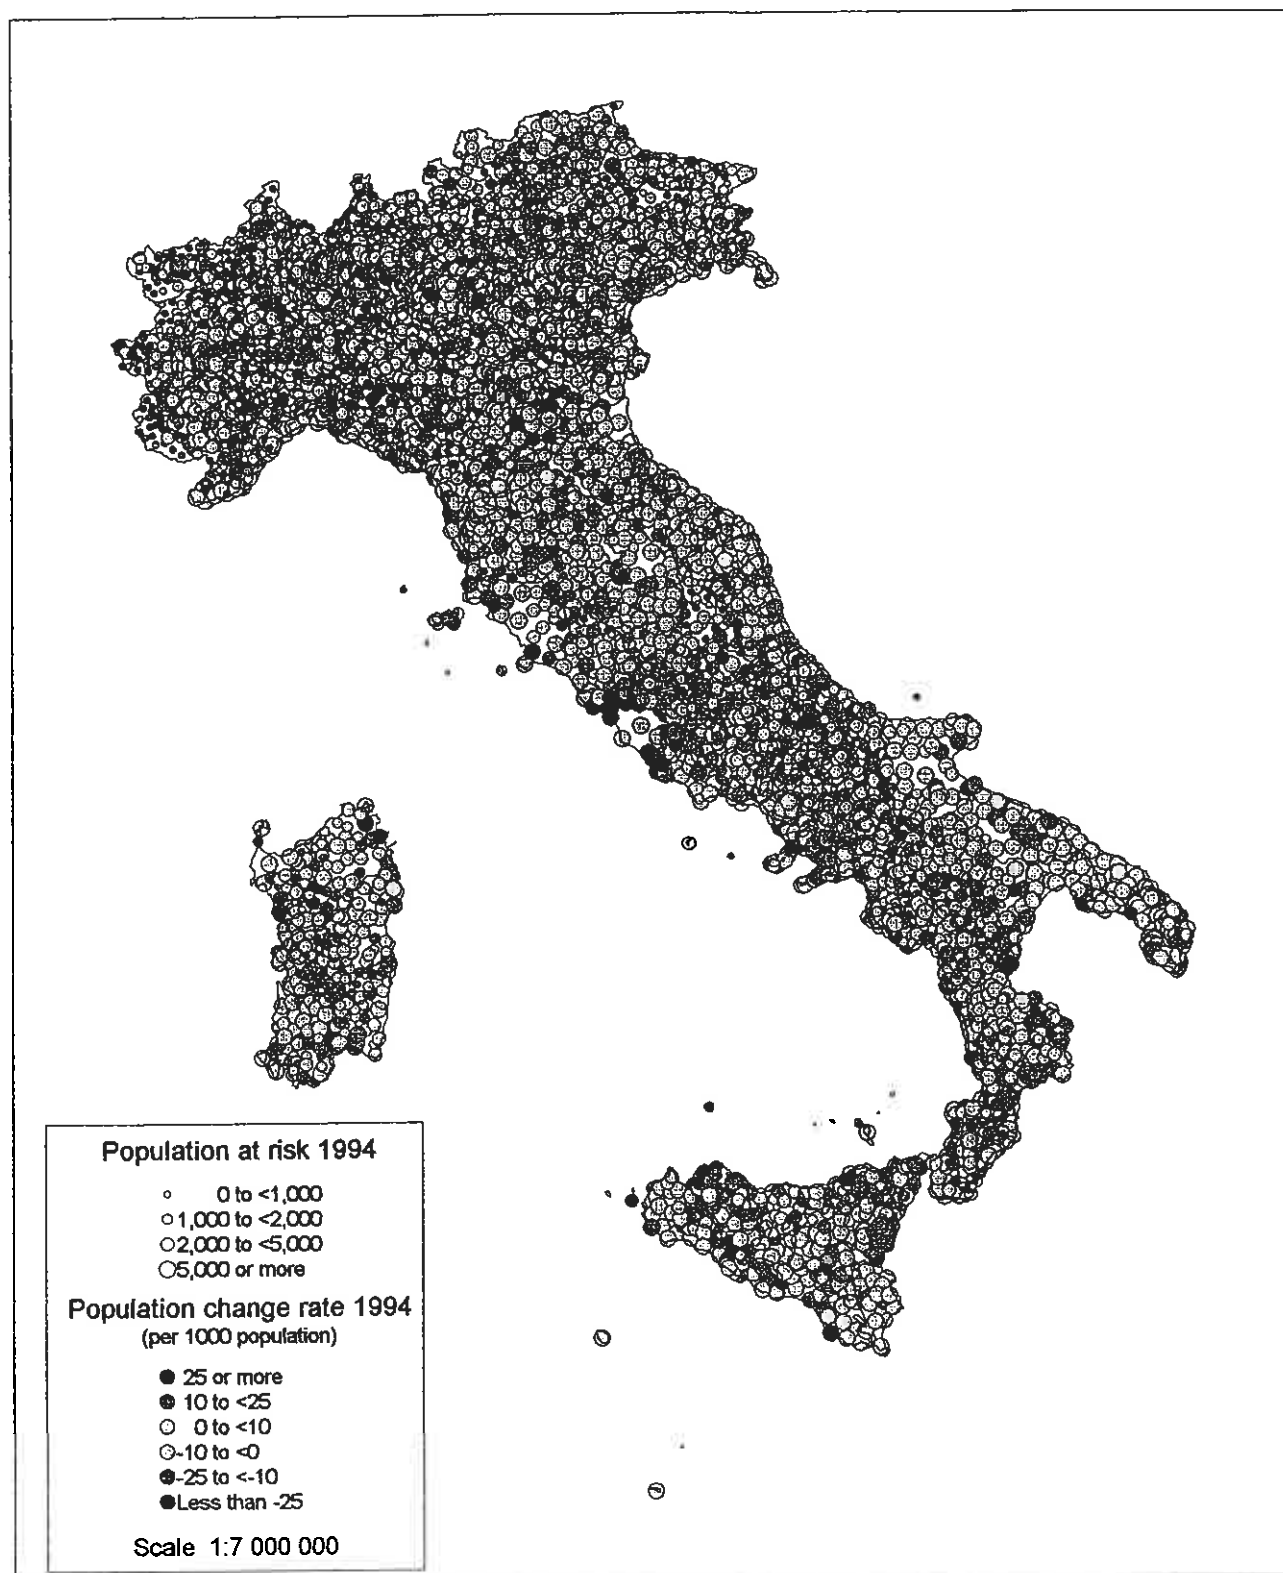 Population at risk 1994
0 to <1,000
1,000 to <2,000
2,000 to <5,000
5,000 or more
Population change rate 1994
(per 1000 population)
25 or more
10 to <25
0 to <10
-10 to <0
-25 to <-10
Less than -25
Scale 1:7 000 000